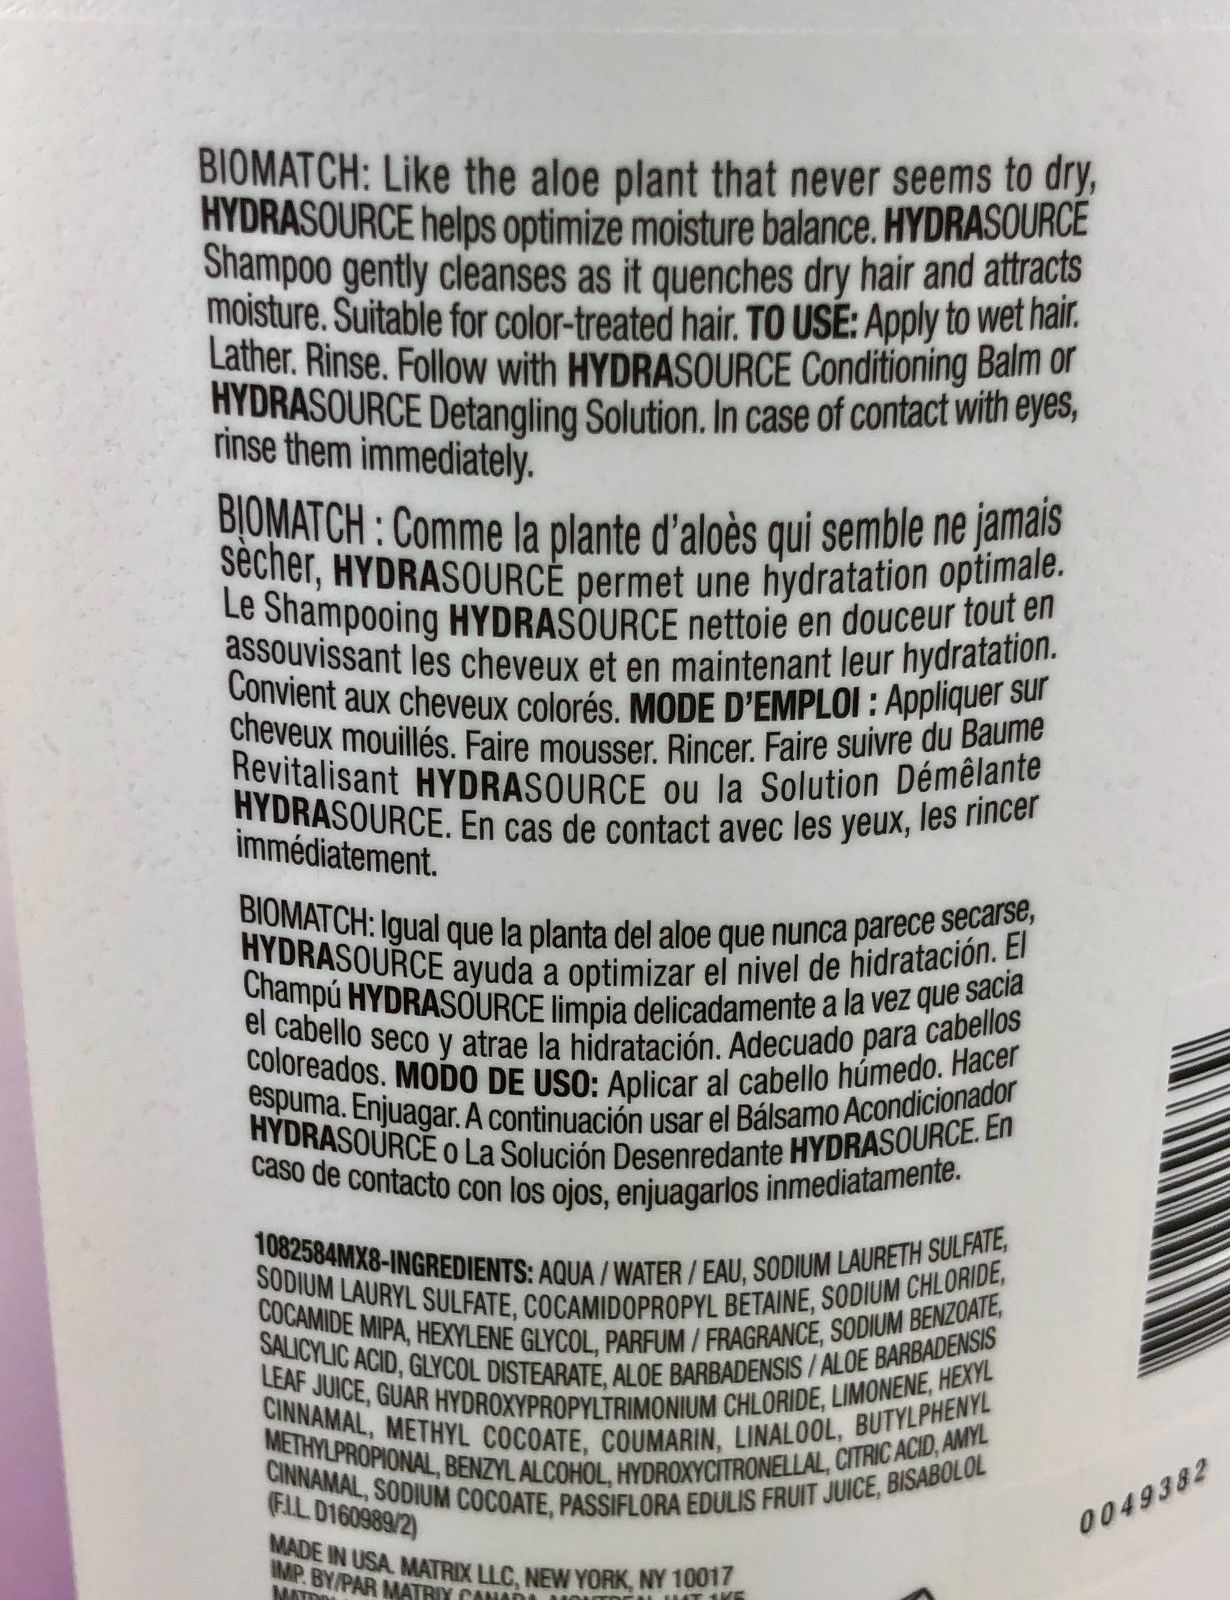 BIOMATCH: Like the aloe plant that never seems to dry,
HYDRASOURCE helps optimize moisture balance. HYDRASOURCE
Shampoo gently cleanses as it quenches dry hair and attracts
moisture. Suitable for color-treated hair. TO USE: Apply to wet hair.
Lather. Rinse. Follow with HYDRASOURCE Conditioning Balm or
HYDRASOURCE Detangling Solution. In case of contact with eyes,
rinse them immediately.
BIOMATCH : Comme la plante d'aloès qui semble ne jamais
sècher, HYDRASOURCE permet une hydratation optimale.
Le Shampooing HYDRASOURCE nettoie en douceur tout en
assouvissant les cheveux et en maintenant leur hydratation.
Convient aux cheveux colorés. MODE D'EMPLOI : Appliquer sur
cheveux mouillés. Faire mousser. Rincer. Faire suivre du Baume
Revitalisant HYDRASOURCE ou la Solution Démêlante
HYDRASOURCE. En cas de contact avec les yeux, les rincer
immédiatement.
BIOMATCH: Igual que la planta del aloe que nunca parece secarse,
HYDRASOURCE ayuda a optimizar el nivel de hidratación. El
Champú HYDRASOURCE limpia delicadamente a la vez que sacia
el cabello seco y atrae la hidratación. Adecuado para cabellos
coloreados. MODO DE USO: Aplicar al cabello húmedo. Hacer
espuma. Enjuagar. A continuación usar el Bálsamo Acondicionador
HYDRASOURCE o La Solución Desenredante HYDRASOURCE. En
caso de contacto con los ojos, enjuagarlos inmediatamente.
1082584MX8-INGREDIENTS: AQUA / WATER / EAU, SODIUM LAURETH SULFATE,
SODIUM LAURYL SULFATE, COCAMIDOPROPYL BETAINE, SODIUM CHLORIDE,
COCAMIDE MIPA, HEXYLENE GLYCOL, PARFUM / FRAGRANCE, SODIUM BENZOATE,
SALICYLIC ACID, GLYCOL DISTEARATE, ALOE BARBADENSIS / ALOE BARBADENSIS
LEAF JUICE, GUAR HYDROXYPROPYLTRIMONIUM CHLORIDE, LIMONENE, HEXYL
CINNAMAL, METHYL COCOATE, COUMARIN, LINALOOL, BUTYLPHENYL
METHYLPROPIONAL, BENZYL ALCOHOL, HYDROXYCITRONELLAL, CITRIC ACID, AMYL
CINNAMAL, SODIUM COCOATE, PASSIFLORA EDULIS FRUIT JUICE, BISABOLOL
(F.I.L. D160989/2)
MADE IN USA. MATRIX LLC, NEW YORK, NY 10017
IMP. BY/PAR MATRIX CANADA
0049382